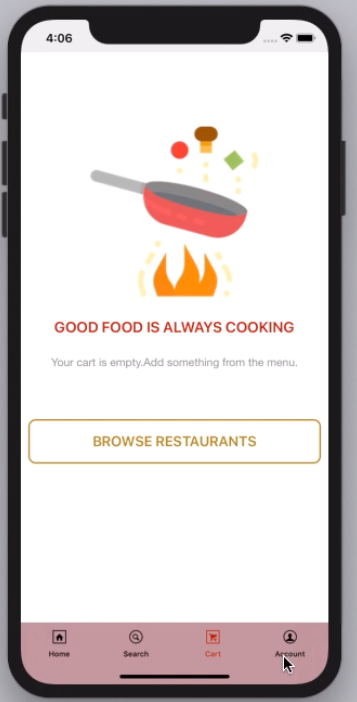 4:06
GOOD FOOD IS ALWAYS COOKING
Your cart is empty.Add something from the menu.
BROWSE RESTAURANTS
Home Search Cart Account